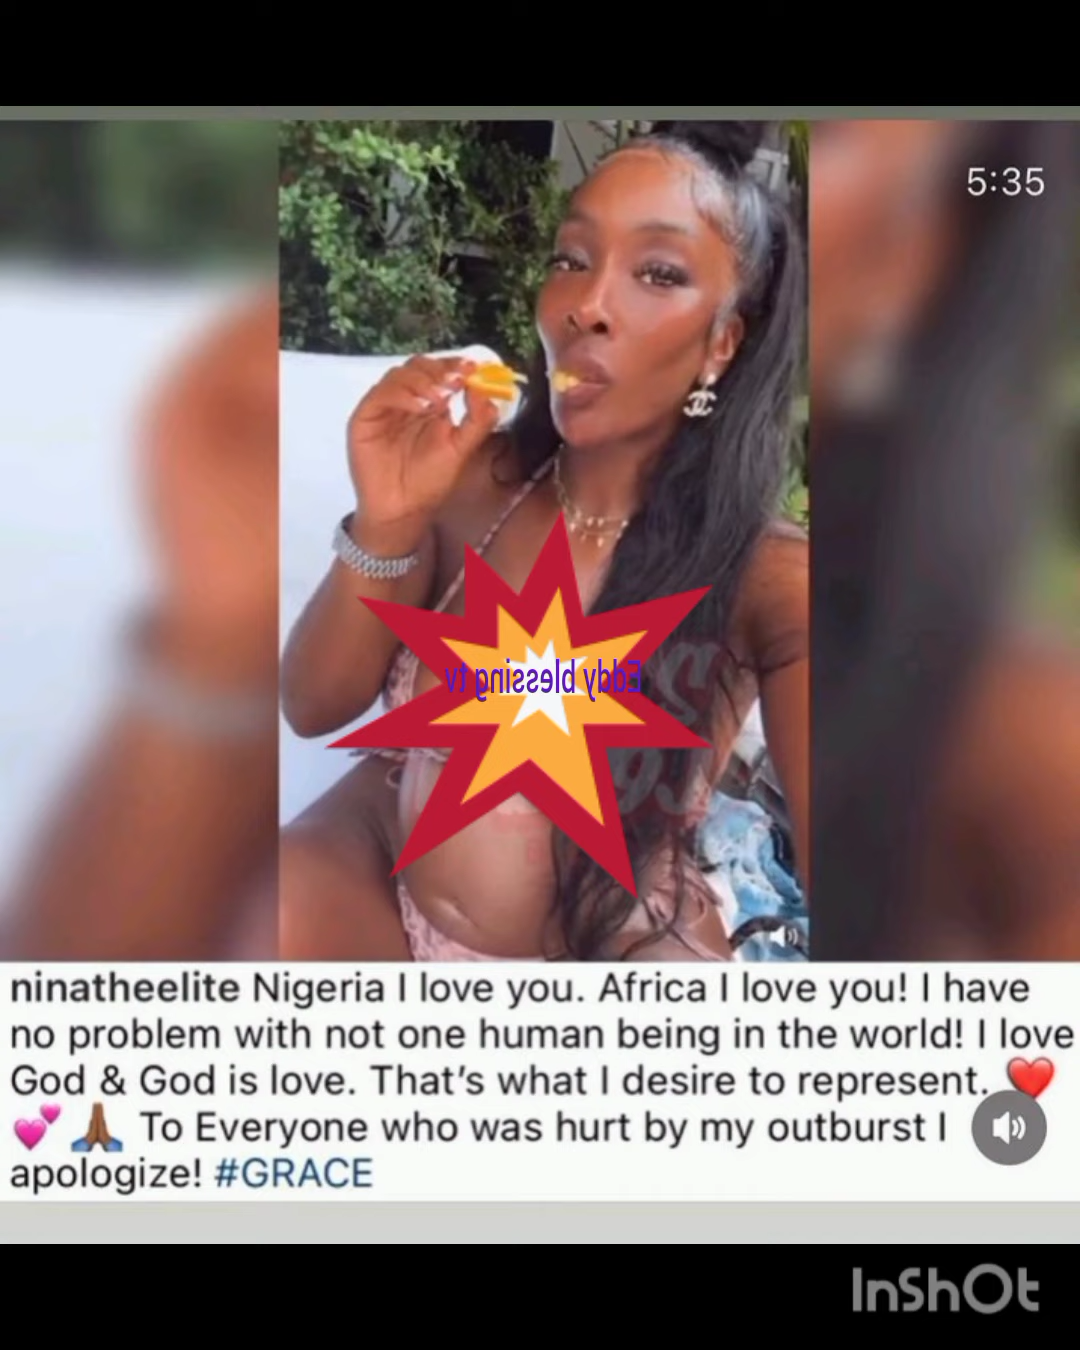 5:35
Eddy blessing tv
ninatheelite Nigeria I love you. Africa I love you! I have
no problem with not one human being in the world! I love
God & God is love. That's what I desire to represent. ❤️
💕 🙏🏾 To Everyone who was hurt by my outburst I
apologize! #GRACE
InShOt